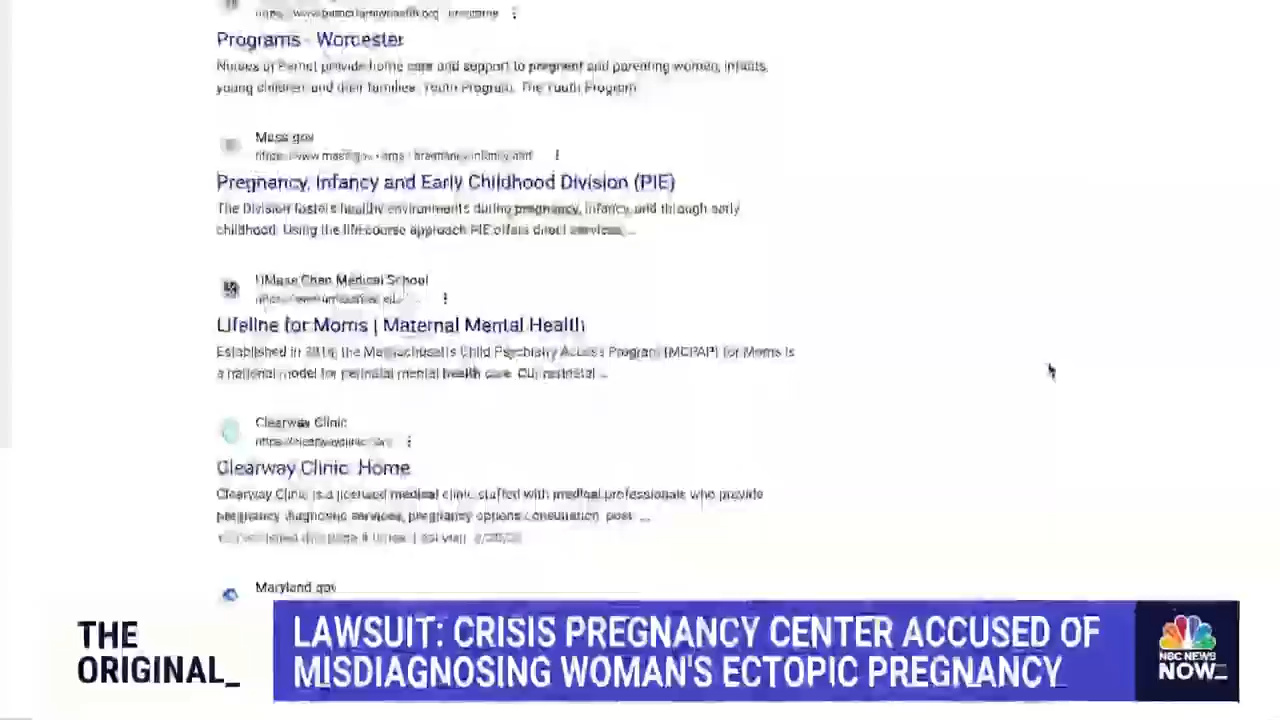 Programs - Worcester
provide home care and support to pregnant and parenting women, infants,
young children and their families. Youth Program. The Youth Program
Mass.gov
Pregnancy, Infancy and Early Childhood Division (PIE)
The Division fosters healthy environments during pregnancy, infancy, and through early
childhood. Using the life course approach PIE offers direct services, ...
UMass Chan Medical School
Lifeline for Moms | Maternal Mental Health
Established in the Massachusetts Child Psychiatry Access Program (MCPAP) for Moms is
a national model for perinatal mental health care. Our
Clearway Clinic
Clearway Clinic Home
Clearway Clinic is a licensed medical clinic staffed with medical professionals who provide
pregnancy diagnostic services, pregnancy options consultation, post ...
Maryland.gov
THE
ORIGINAL_
LAWSUIT: CRISIS PREGNANCY CENTER ACCUSED OF
MISDIAGNOSING WOMAN'S ECTOPIC PREGNANCY
NBC NEWS
NOW_